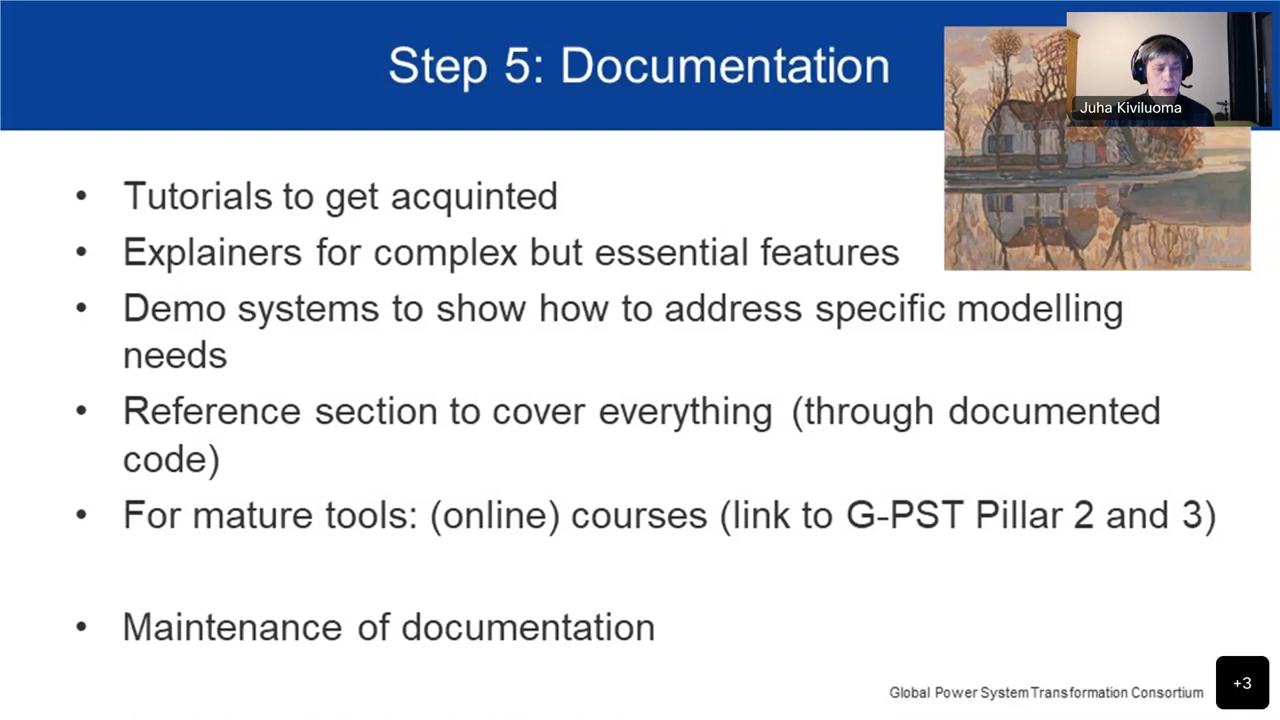 Step 5: Documentation
Juha Kiviluoma
• Tutorials to get acquinted
• Explainers for complex but essential features
• Demo systems to show how to address specific modelling
needs
• Reference section to cover everything (through documented
code)
• For mature tools: (online) courses (link to G-PST Pillar 2 and 3)
• Maintenance of documentation
Global Power System Transformation Consortium
+3